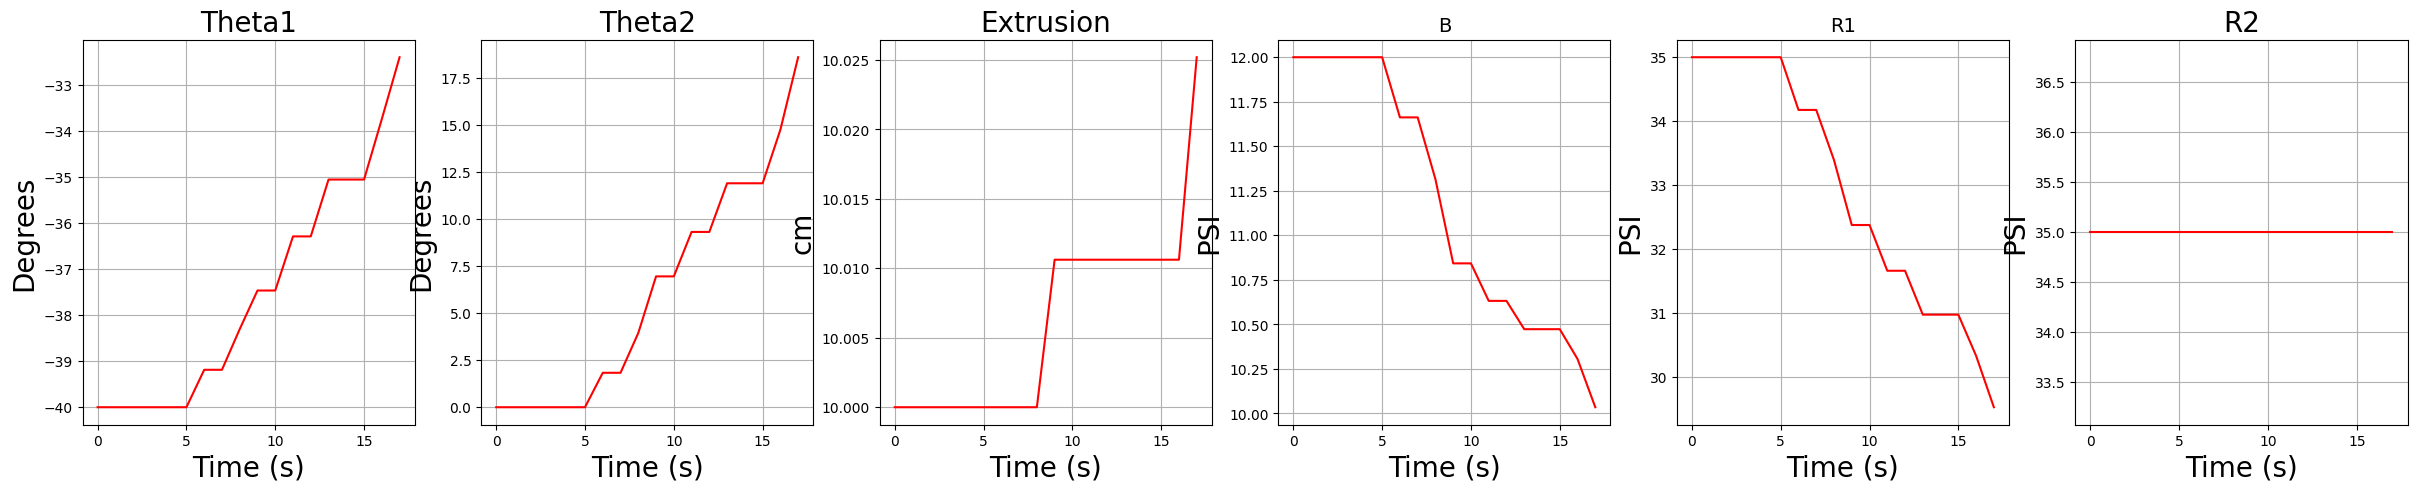 Theta1
Degrees
−33
−34
−35
−36
−37
−38
−39
−40
0 5 10 15
Time (s)
Theta2
Degrees
17.5
15.0
12.5
10.0
7.5
5.0
2.5
0.0
0 5 10 15
Time (s)
Extrusion
cm
10.025
10.020
10.015
10.010
10.005
10.000
0 5 10 15
Time (s)
B
PSI
12.00
11.75
11.50
11.25
11.00
10.75
10.50
10.25
10.00
0 5 10 15
Time (s)
R1
PSI
35
34
33
32
31
30
0 5 10 15
Time (s)
R2
PSI
36.5
36.0
35.5
35.0
34.5
34.0
33.5
0 5 10 15
Time (s)